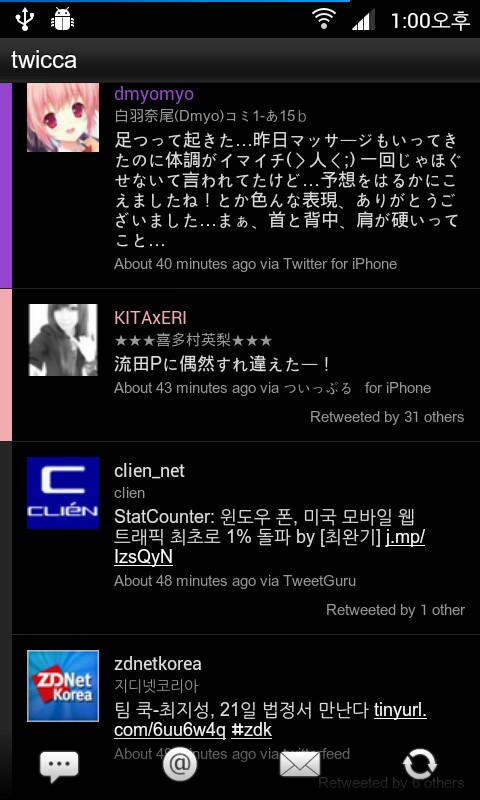 1:00오후
twicca
dmyomyo
白羽奈尾(Dmyo)コミ1-あ15b
足つって起きた…昨日マッサージもいってき
たのに体調がイマイチ(＞人＜;) 一回じゃほぐ
せないて言われてたけど…予想をはるかにこ
えましたね！とか色んな表現、ありがとうご
ざいました…まぁ、首と背中、肩が硬いって
こと…
About 40 minutes ago via Twitter for iPhone
KITAxERI
★★★喜多村英梨★★★
流田Pに偶然すれ違えたー！
About 43 minutes ago via ついっぷる for iPhone
Retweeted by 31 others
C
CLIÉN
clien_net
clien
StatCounter: 윈도우 폰, 미국 모바일 웹
트래픽 최초로 1% 돌파 by [최완기] j.mp/
IzsQyN
About 48 minutes ago via TweetGuru
Retweeted by 1 other
ZDNet
Korea
zdnetkorea
지디넷코리아
팀 쿡-최지성, 21일 법정서 만난다 tinyurl.
com/6uu6w4q #zdk
About 48 minutes ago via twitterfeed
Retweeted by 6 others
@